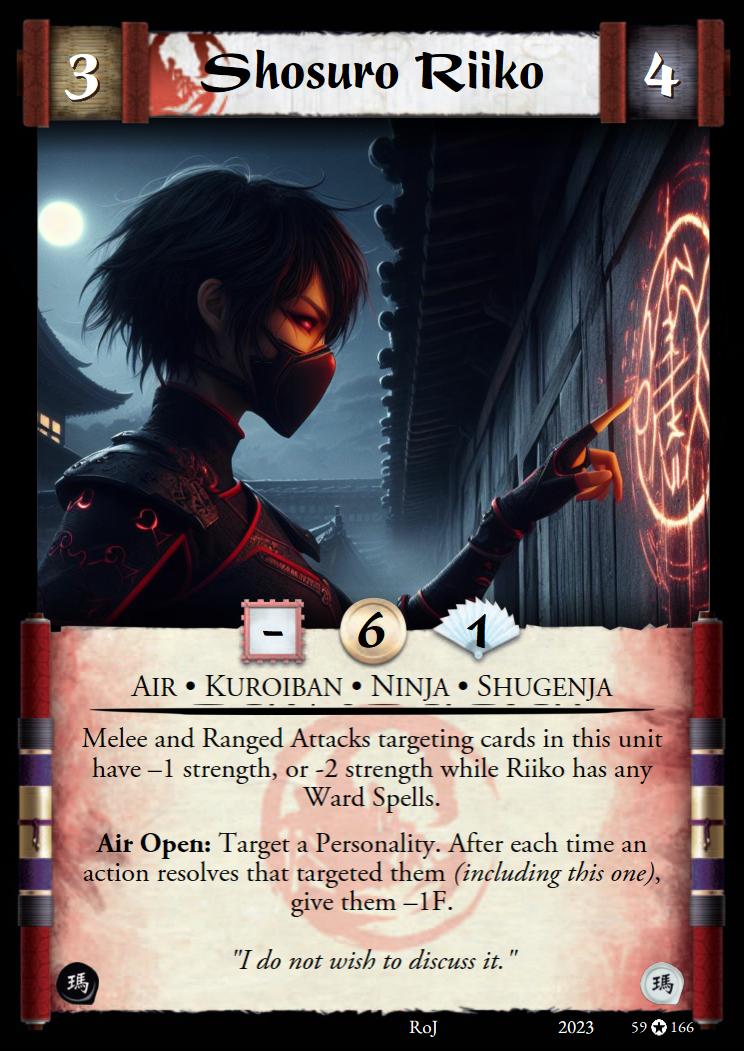 3 Shosuro Riiko 4
- 6 1
Air • Kuroiban • Ninja • Shugenja
Melee and Ranged Attacks targeting cards in this unit
have –1 strength, or -2 strength while Riiko has any
Ward Spells.
Air Open: Target a Personality. After each time an
action resolves that targeted them (including this one),
give them –1F.
"I do not wish to discuss it."
瑪 瑪
RoJ 2023 59 166